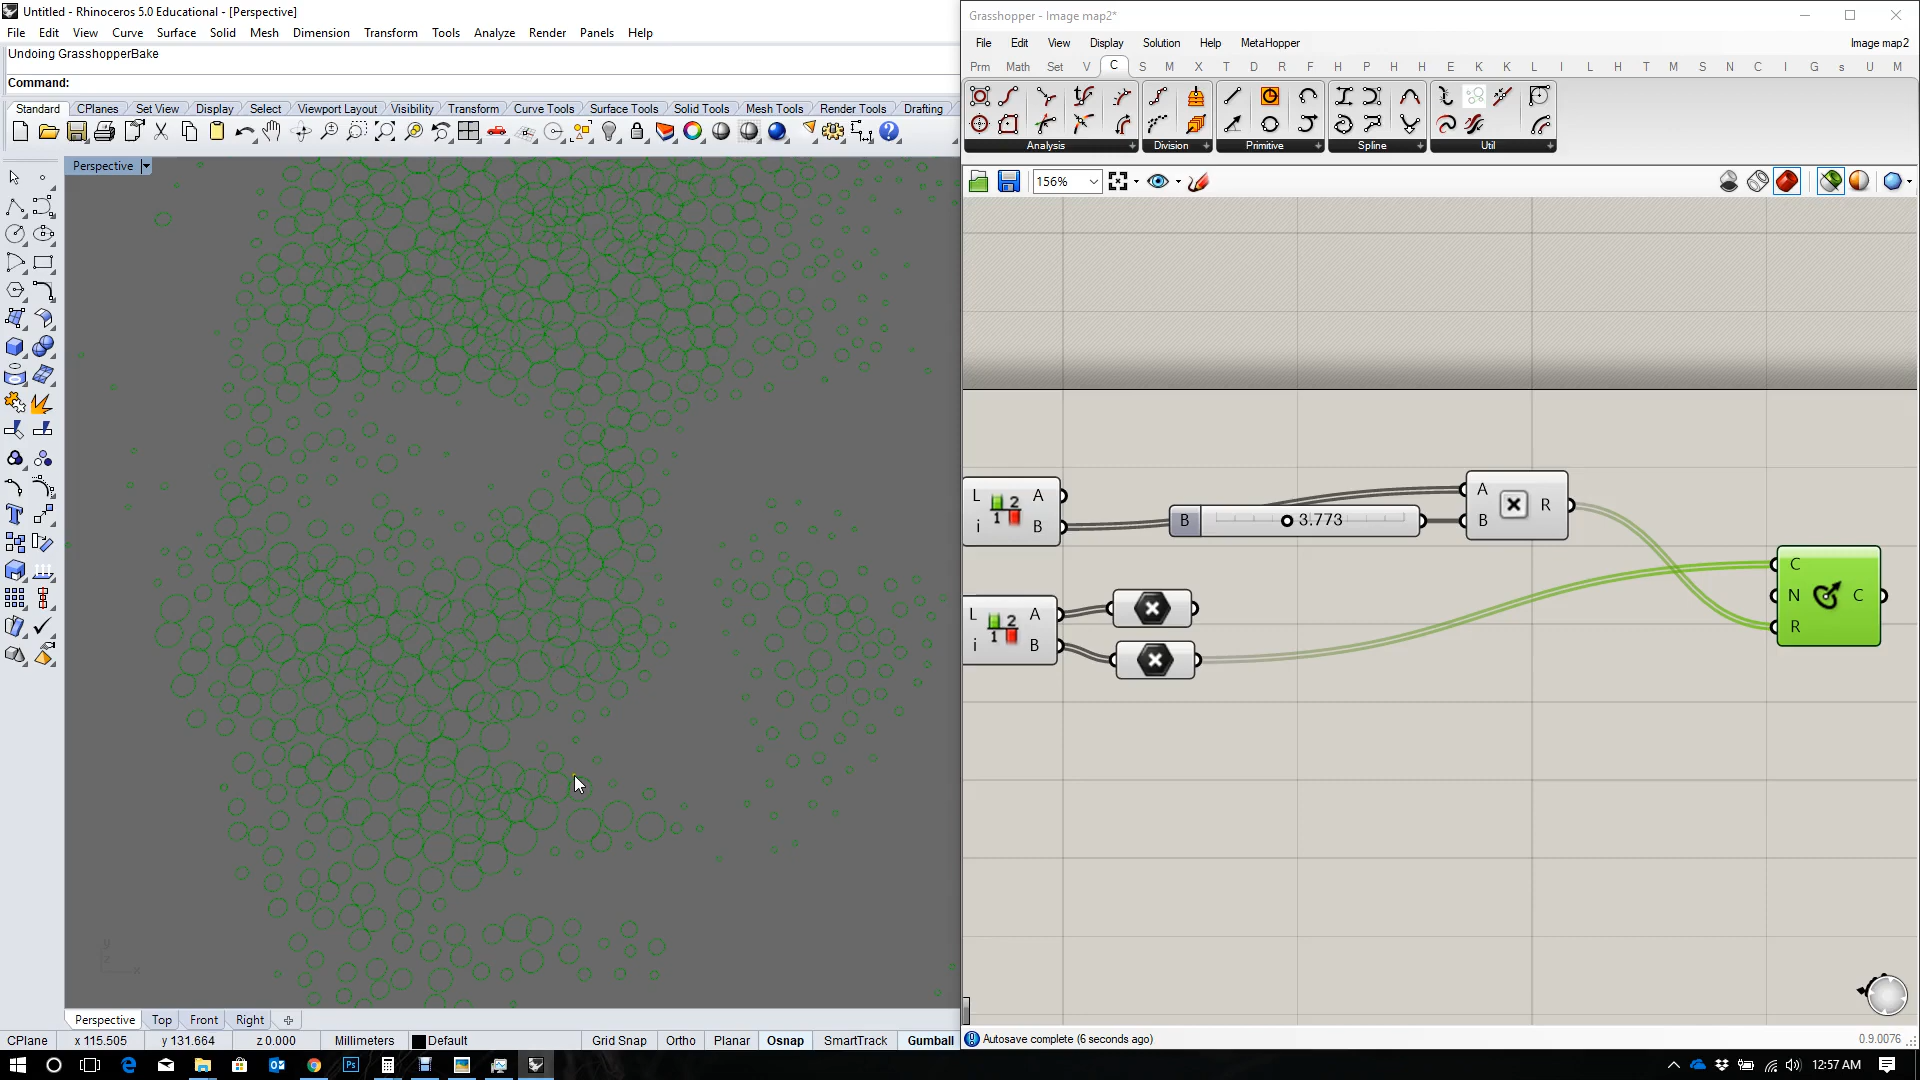 Untitled - Rhinoceros 5.0 Educational - [Perspective]
File Edit View Curve Surface Solid Mesh Dimension Transform Tools Analyze Render Panels Help
Undoing GrasshopperBake
Command:
Standard CPlanes Set View Display Select Viewport Layout Visibility Transform Curve Tools Surface Tools Solid Tools Mesh Tools Render Tools Drafting
Perspective
Perspective Top Front Right
CPlane x 115.505 y 131.664 z 0.000 Millimeters Default Grid Snap Ortho Planar Osnap SmartTrack Gumball
Grasshopper - Image map2*
File Edit View Display Solution Help MetaHopper Image map2
Prm Math Set V C S M X T D R F H P H H E K K L I L H M S N C I G s U M
Analysis Division Primitive Spline Util
156%
L A
i B
2
1
B 3.773
A
B
R
L A
i B
2
1
C
N C
R
Autosave complete (6 seconds ago) 0.9.0076
12:57 AM